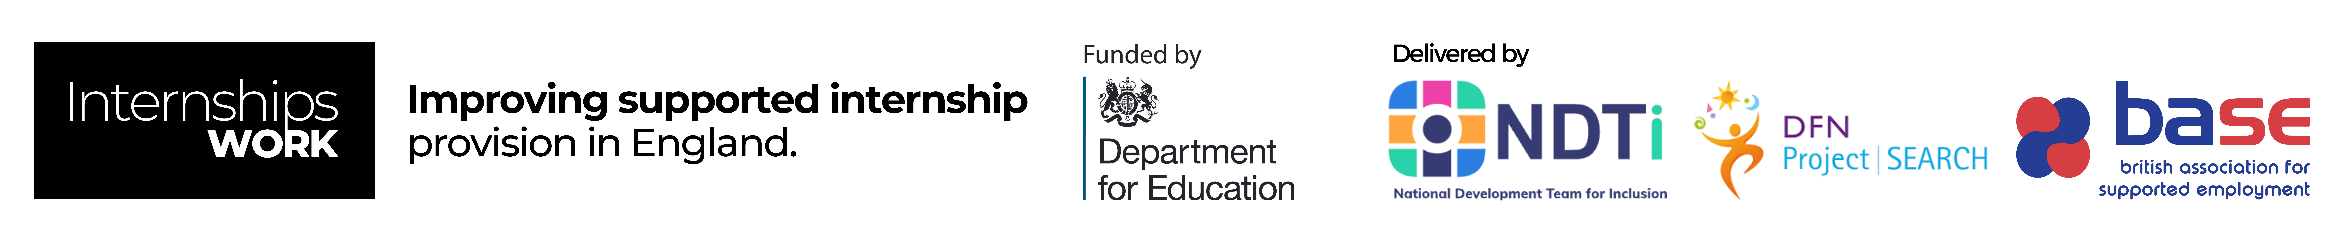 Internships
WORK
Improving supported internship
provision in England.
Funded by
Department
for Education
Delivered by
NDTi
National Development Team for Inclusion
DFN
Project | SEARCH
base
british association for
supported employment